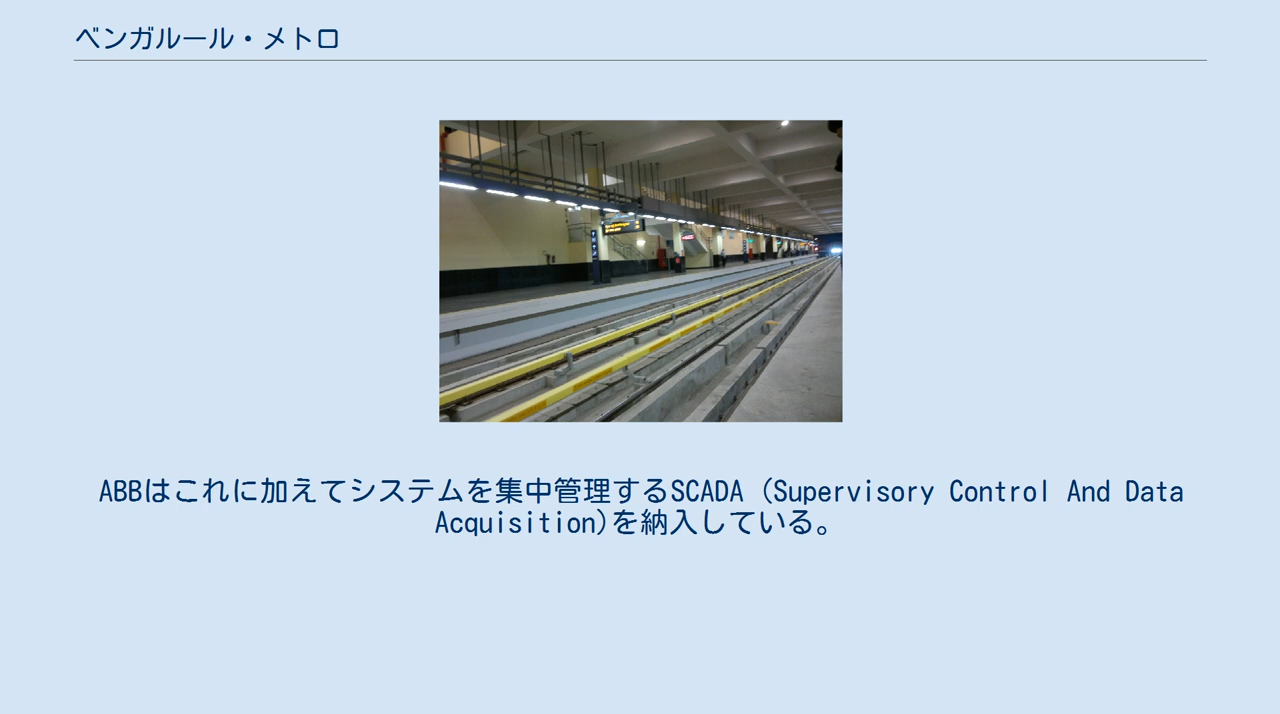 ベンガルール・メトロ
ABBはこれに加えてシステムを集中管理するSCADA (Supervisory Control And Data
Acquisition)を納入している。